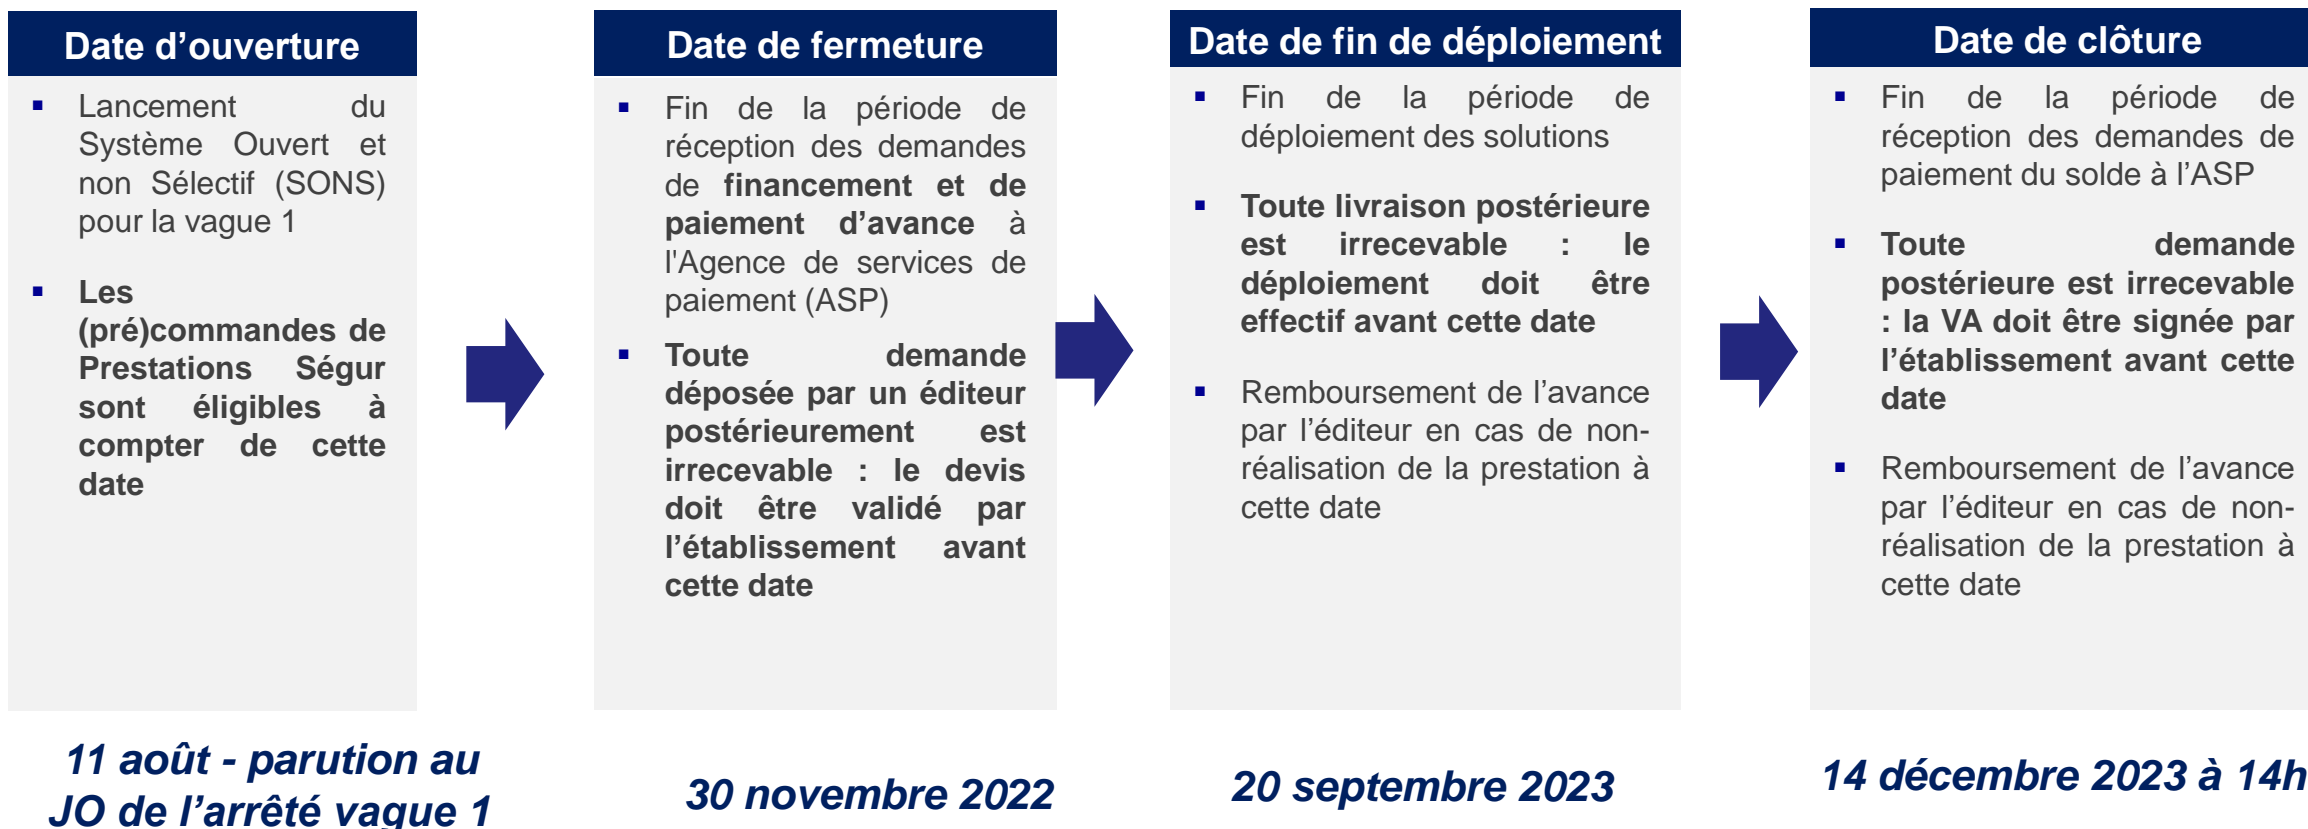 Date d’ouverture
▪ Lancement du
Système Ouvert et
non Sélectif (SONS)
pour la vague 1
▪ Les
(pré)commandes de
Prestations Ségur
sont éligibles à
compter de cette
date
11 août - parution au
JO de l’arrêté vague 1
Date de fermeture
▪ Fin de la période de
réception des demandes
de financement et de
paiement d’avance à
l'Agence de services de
paiement (ASP)
▪ Toute demande
déposée par un éditeur
postérieurement est
irrecevable : le devis
doit être validé par
l’établissement avant
cette date
30 novembre 2022
Date de fin de déploiement
▪ Fin de la période de
déploiement des solutions
▪ Toute livraison postérieure
est irrecevable : le
déploiement doit être
effectif avant cette date
▪ Remboursement de l’avance
par l’éditeur en cas de non-
réalisation de la prestation à
cette date
20 septembre 2023
Date de clôture
▪ Fin de la période de
réception des demandes de
paiement du solde à l’ASP
▪ Toute demande
postérieure est irrecevable
: la VA doit être signée par
l’établissement avant cette
date
▪ Remboursement de l’avance
par l’éditeur en cas de non-
réalisation de la prestation à
cette date
14 décembre 2023 à 14h